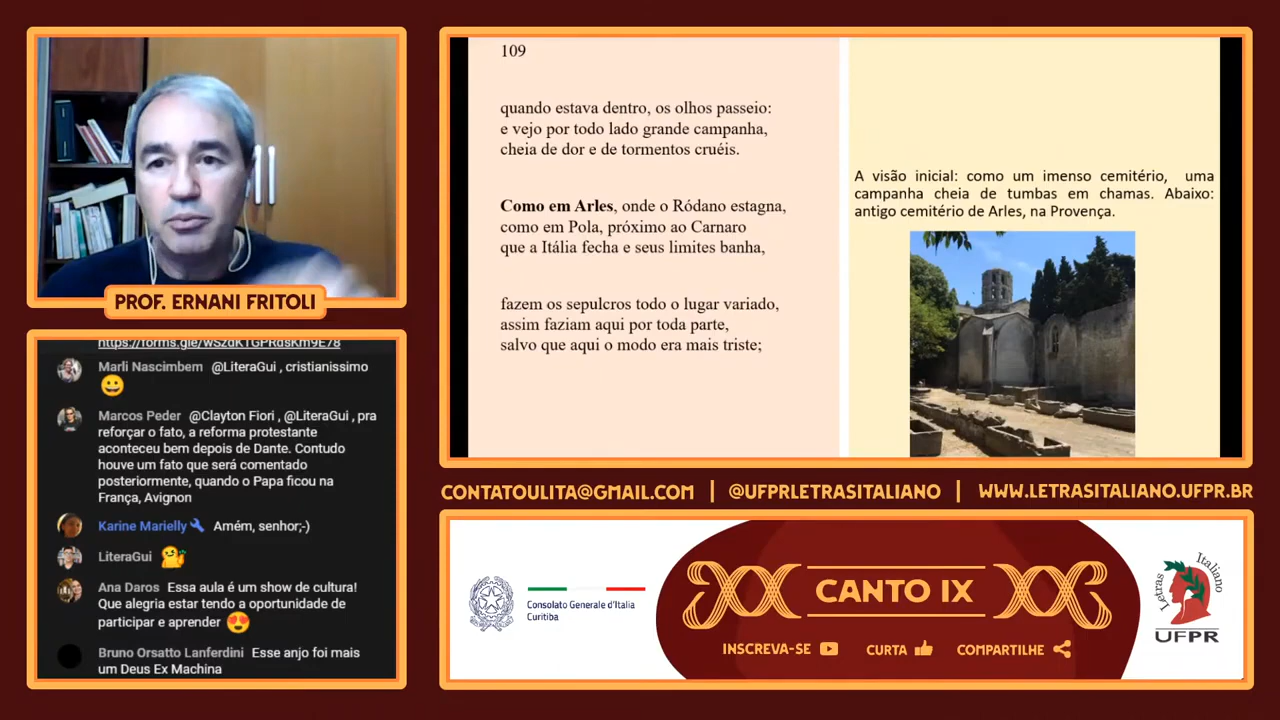 PROF. ERNANI FRITOLI
https://forms.gle/wSzdKTGPRdsKm9E78
Marli Nascimbem @LiteraGui , cristianissimo
Marcos Peder @Clayton Fiori , @LiteraGui , pra
reforçar o fato, a reforma protestante
aconteceu bem depois de Dante. Contudo
houve um fato que será comentado
posteriormente, quando o Papa ficou na
França, Avignon
Karine Marielly Amém, senhor;-)
LiteraGui
Ana Daros Essa aula é um show de cultura!
Que alegria estar tendo a oportunidade de
participar e aprender
Bruno Orsatto Lanferdini Esse anjo foi mais
um Deus Ex Machina
109
quando estava dentro, os olhos passeio:
e vejo por todo lado grande campanha,
cheia de dor e de tormentos cruéis.
Como em Arles, onde o Ródano estagna,
como em Pola, próximo ao Carnaro
que a Itália fecha e seus limites banha,
fazem os sepulcros todo o lugar variado,
assim faziam aqui por toda parte,
salvo que aqui o modo era mais triste;
A visão inicial: como um imenso cemitério, uma
campanha cheia de tumbas em chamas. Abaixo:
antigo cemitério de Arles, na Provença.
CONTATOULITA@GMAIL.COM | @UFPRLETRASITALIANO | WWW.LETRASITALIANO.UFPR.BR
Consolato Generale d'Italia
Curitiba
CANTO IX
INSCREVA-SE CURTA COMPARTILHE
Letras Italiano
UFPR